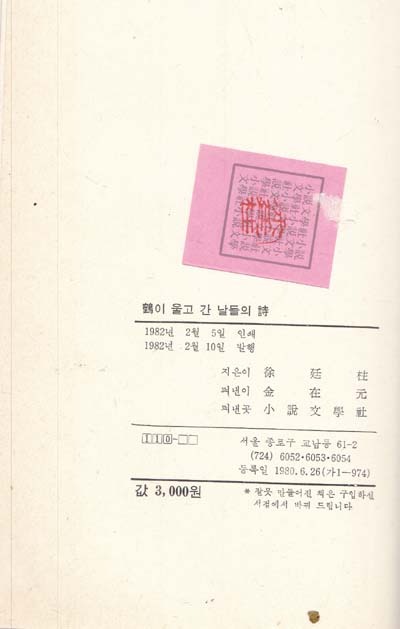 鶴이 울고 간 날들의 詩
1982년 2월 5일 인쇄
1982년 2월 10일 발행
지은이 徐廷柱
펴낸이 金在元
펴낸곳 小說文學社
110-□□ 서울 종로구 교남동 61-2
(724) 6052·6053·6054
등록일 1980.6.26(가1-974)
값 3,000원
* 잘못 만들어진 책은 구입하신
서점에서 바꿔 드립니다.